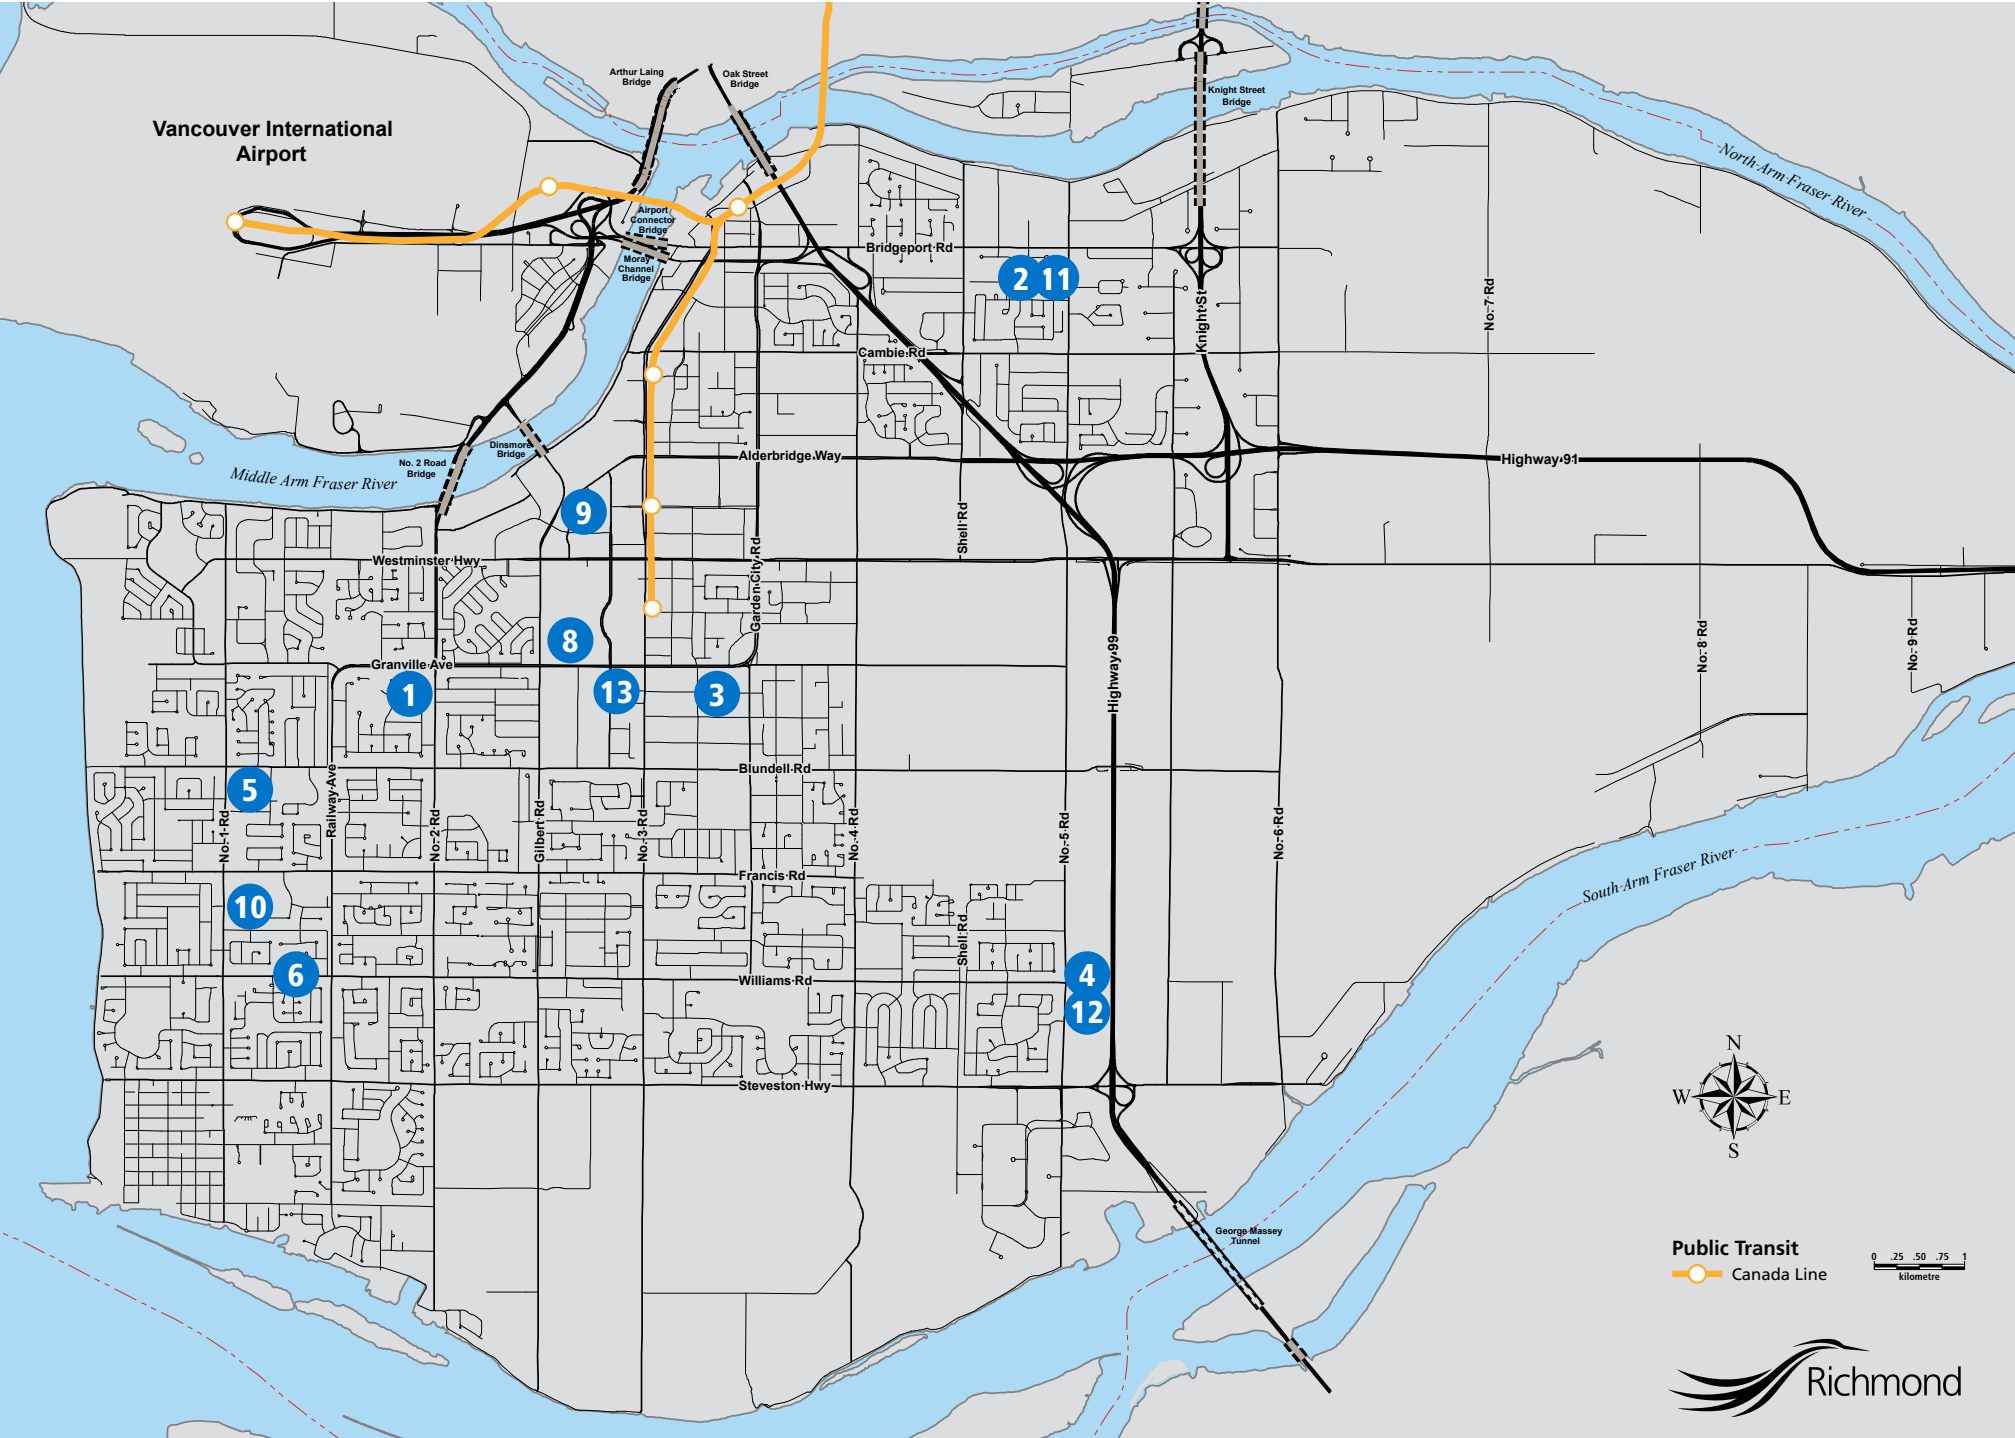 Arthur Laing
Bridge
Oak Street
Bridge
Knight Street
Bridge
Vancouver International
Airport
North Arm Fraser River
Airport
Connector
Bridge
Moray
Channel
Bridge
Bridgeport Rd
2
11
No. 7 Rd
Knight St
Cambie Rd
Dinsmore
Bridge
No. 2 Road
Bridge
Middle Arm Fraser River
Alderbridge Way
Highway 91
9
Shell Rd
Westminster Hwy
Garden City Rd
8
Granville Ave
Highway 99
No. 8 Rd
No. 9 Rd
1
13
3
Blundell Rd
5
Railway Ave
No. 1 Rd
No. 2 Rd
Gilbert Rd
No. 3 Rd
No. 4 Rd
No. 5 Rd
No. 6 Rd
Francis Rd
South Arm Fraser River
10
Shell Rd
6
Williams Rd
4
12
Steveston Hwy
N
W
E
S
George Massey
Tunnel
Public Transit
Canada Line
0 .25 .50 .75 1
kilometre
Richmond